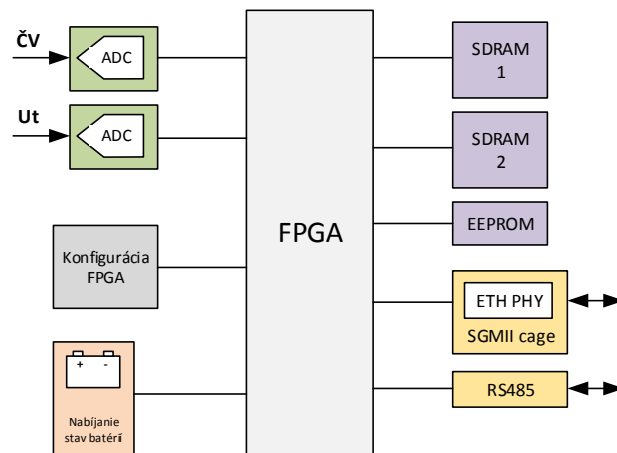 ČV
ADC
Ut
ADC
Konfigurácia
FPGA
+ -
Nabíjanie
stav batérií
FPGA
SDRAM
1
SDRAM
2
EEPROM
ETH PHY
SGMII cage
RS485